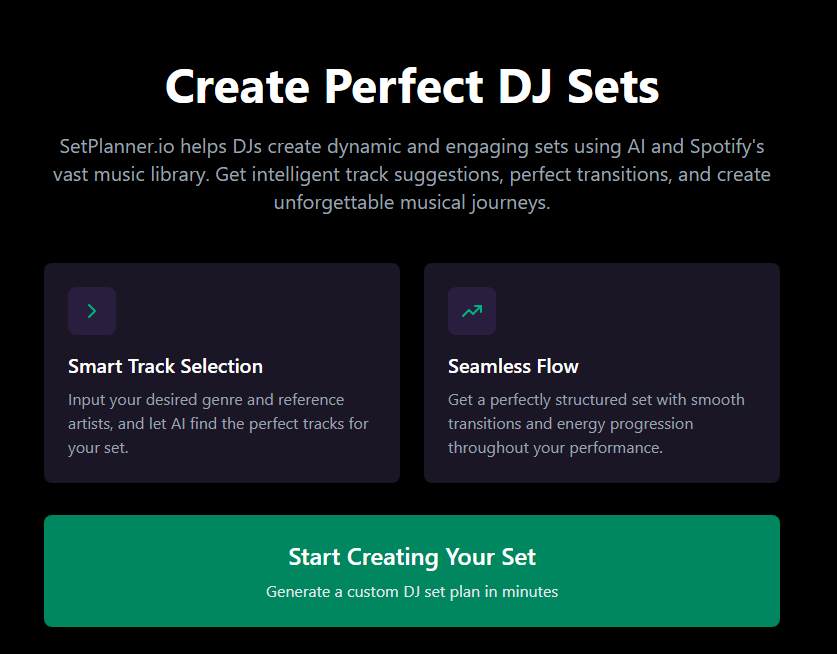 Create Perfect DJ Sets
SetPlanner.io helps DJs create dynamic and engaging sets using AI and Spotify's
vast music library. Get intelligent track suggestions, perfect transitions, and create
unforgettable musical journeys.
Smart Track Selection
Input your desired genre and reference
artists, and let AI find the perfect tracks for
your set.
Seamless Flow
Get a perfectly structured set with smooth
transitions and energy progression
throughout your performance.
Start Creating Your Set
Generate a custom DJ set plan in minutes